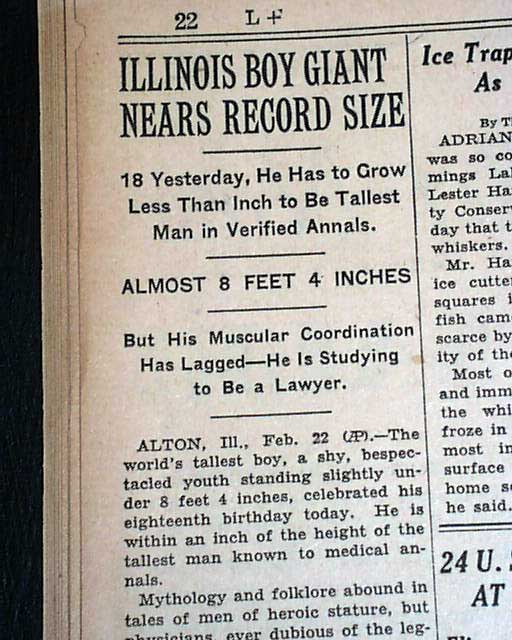 22 L+
ILLINOIS BOY GIANT
NEARS RECORD SIZE
18 Yesterday, He Has to Grow
Less Than Inch to Be Tallest
Man in Verified Annals.
ALMOST 8 FEET 4 INCHES
But His Muscular Coordination
Has Lagged—He Is Studying
to Be a Lawyer.
ALTON, Ill., Feb. 22 (AP).—The
world's tallest boy, a shy, bespec-
tacled youth standing slightly un-
der 8 feet 4 inches, celebrated his
eighteenth birthday today. He is
within an inch of the height of the
tallest man known to medical an-
nals.
Mythology and folklore abound in
tales of men of heroic stature, but
physicians, ever dubious of the leg-
Ice Trap
As
By T
ADRIAN
was so co
mings La
Lester Ha
ty Conser
day that t
whiskers.
Mr. Ha
ice cutte
squares i
fish cam
scarce by
ity of the
Most o
and imm
the whi
froze in
most in
surface
home s
he said.
24 U.
AT